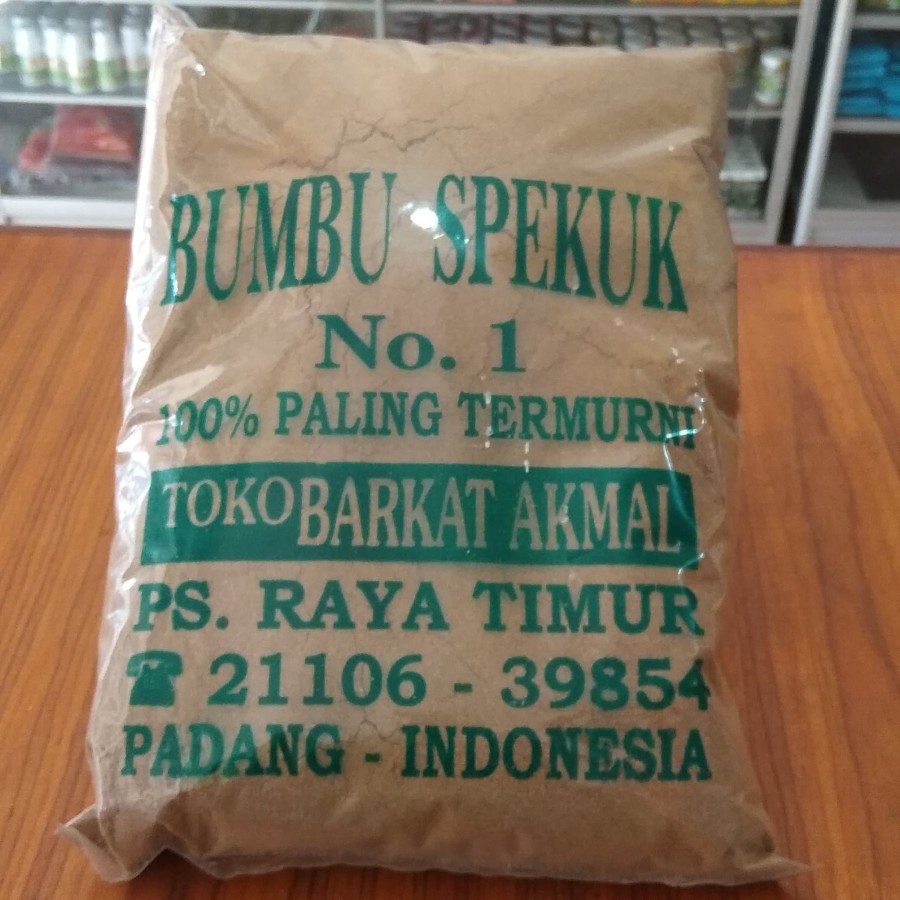 BUMBU SPEKUK
No. 1
100% PALING TERMURNI
TOKO BARKAT AKMAL
PS. RAYA TIMUR
☎ 21106 - 39854
PADANG - INDONESIA